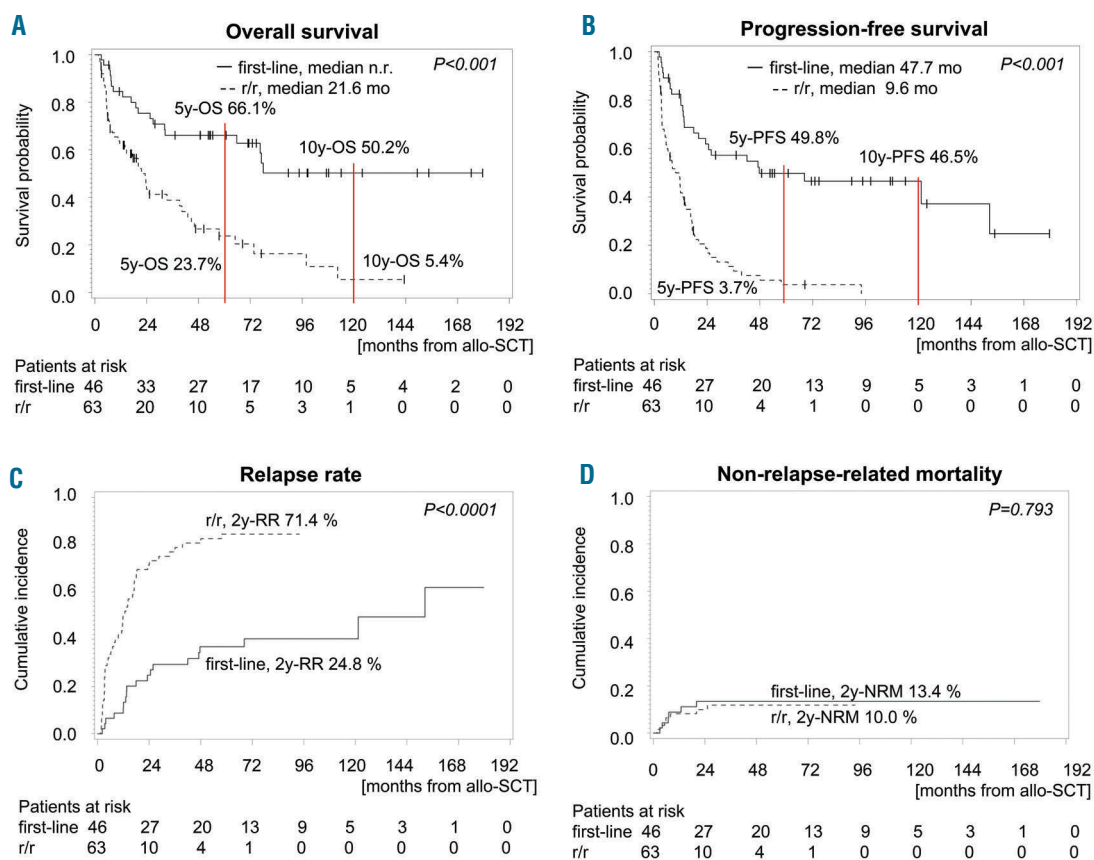 A
Overall survival
1.0
0.8
0.6
0.4
0.2
0.0
Survival probability
first-line, median n.r.
r/r, median 21.6 mo
P<0.001
5y-OS 66.1%
10y-OS 50.2%
5y-OS 23.7%
10y-OS 5.4%
0 24 48 72 96 120 144 168 192
[months from allo-SCT]
Patients at risk
first-line 46 33 27 17 10 5 4 2 0
r/r 63 20 10 5 3 1 0 0 0
B
Progression-free survival
1.0
0.8
0.6
0.4
0.2
0.0
Survival probability
first-line, median 47.7 mo
r/r, median 9.6 mo
P<0.001
5y-PFS 49.8%
10y-PFS 46.5%
5y-PFS 3.7%
0 24 48 72 96 120 144 168 192
[months from allo-SCT]
Patients at risk
first-line 46 27 20 13 9 5 3 1 0
r/r 63 10 4 1 0 0 0 0 0
C
Relapse rate
1.0
0.8
0.6
0.4
0.2
0.0
Cumulative incidence
P<0.0001
r/r, 2y-RR 71.4 %
first-line, 2y-RR 24.8 %
0 24 48 72 96 120 144 168 192
[months from allo-SCT]
Patients at risk
first-line 46 27 20 13 9 5 3 1 0
r/r 63 10 4 1 0 0 0 0 0
D
Non-relapse-related mortality
1.0
0.8
0.6
0.4
0.2
0.0
Cumulative incidence
P=0.793
first-line, 2y-NRM 13.4 %
r/r, 2y-NRM 10.0 %
0 24 48 72 96 120 144 168 192
[months from allo-SCT]
Patients at risk
first-line 46 27 20 13 9 5 3 1 0
r/r 63 10 4 1 0 0 0 0 0